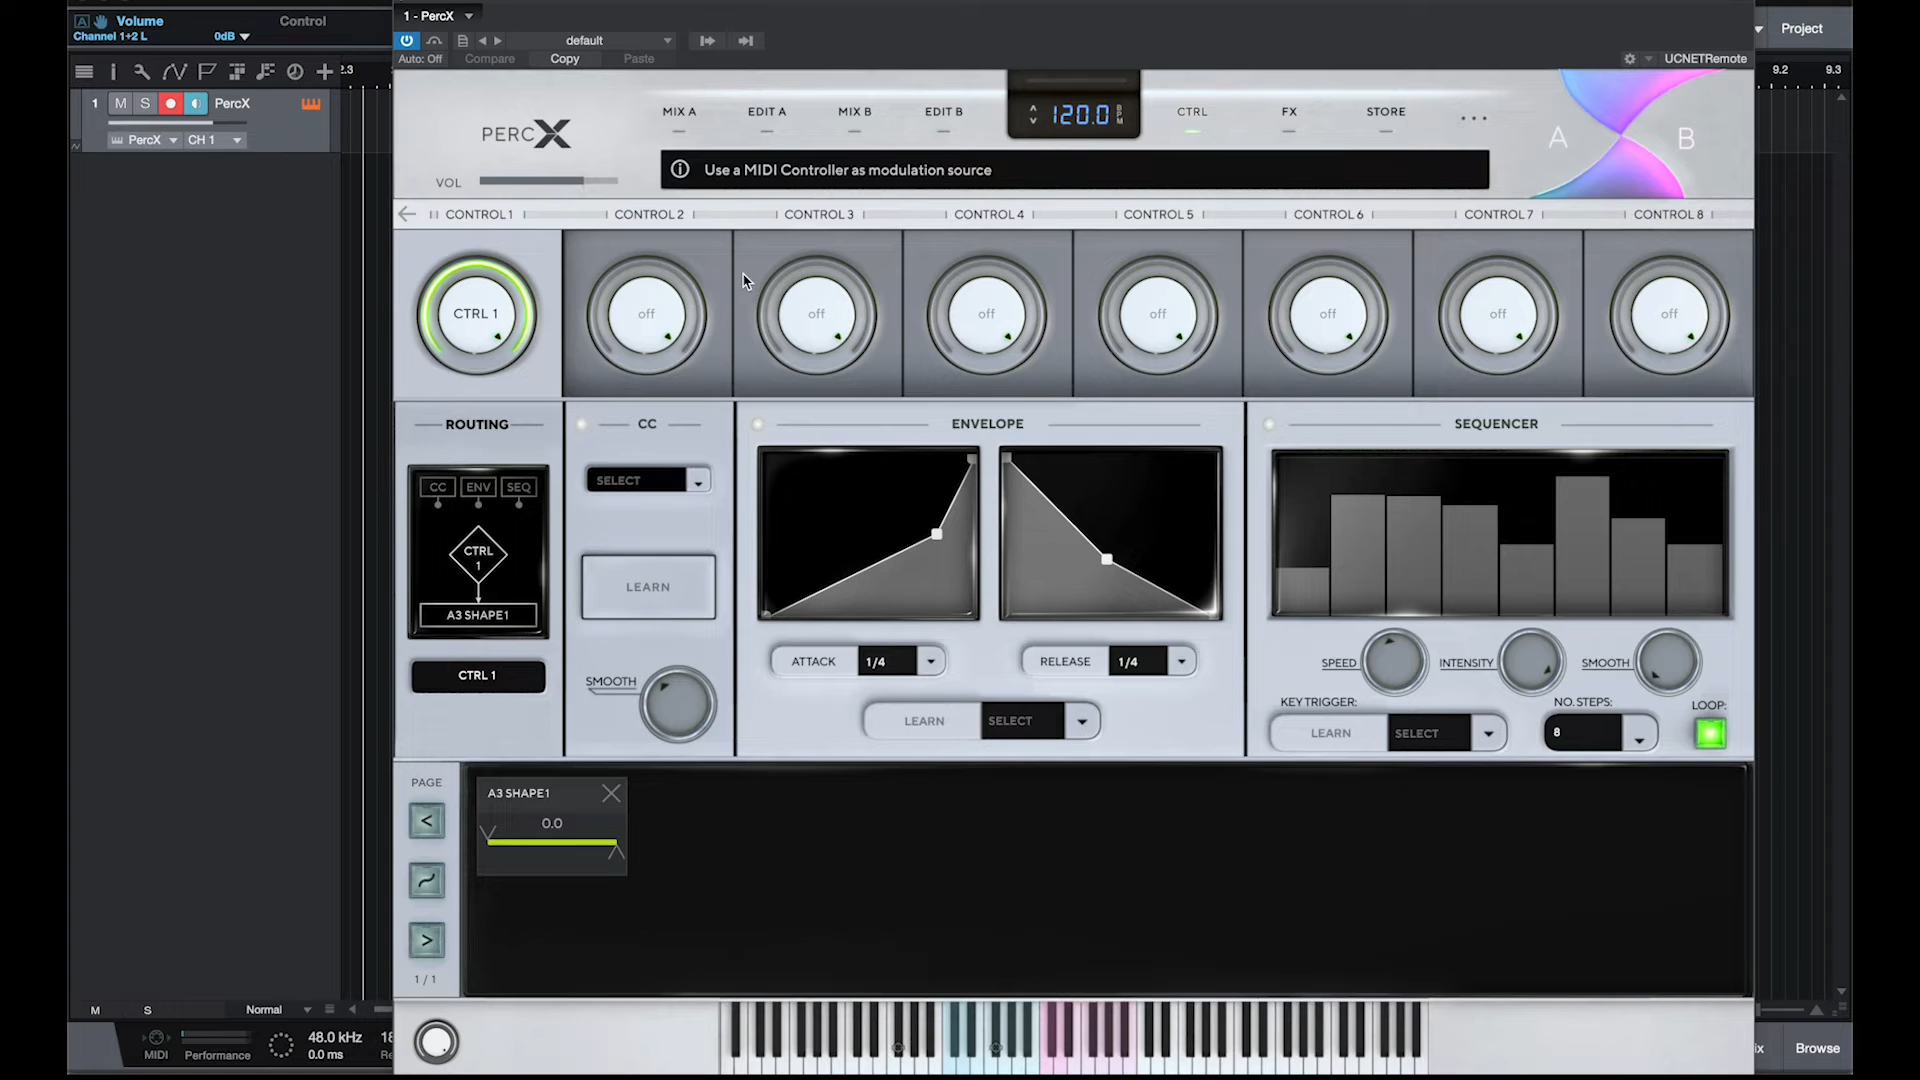 1 - PercX
A Volume Control
Channel 1+2 L 0dB
default
Auto: Off Compare Copy Paste
UCNETRemote
Project
2.3
9.2 9.3
1 M S PercX
PercX CH 1
PERCX
VOL
MIX A EDIT A MIX B EDIT B
120.0 BPM
CTRL FX STORE ...
A B
Use a MIDI Controller as modulation source
CONTROL 1 CONTROL 2 CONTROL 3 CONTROL 4 CONTROL 5 CONTROL 6 CONTROL 7 CONTROL 8
CTRL 1 off off off off off off off
ROUTING CC ENVELOPE SEQUENCER
CC ENV SEQ
CTRL
1
A3 SHAPE1
CTRL 1
SELECT
LEARN
SMOOTH
ATTACK 1/4
RELEASE 1/4
LEARN SELECT
SPEED INTENSITY SMOOTH
KEY TRIGGER: NO. STEPS: LOOP:
LEARN SELECT 8
PAGE
<
>
1 / 1
A3 SHAPE1
0.0
M S Normal
MIDI Performance
48.0 kHz
0.0 ms
Browse